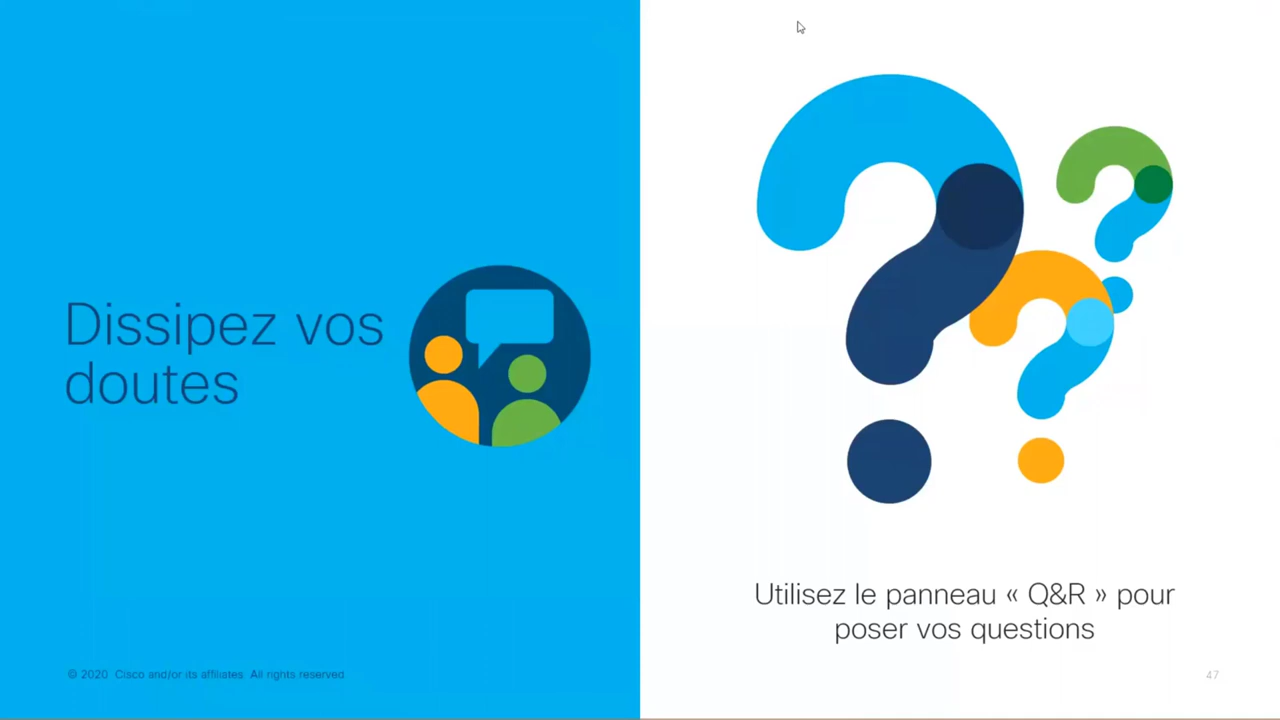 Dissipez vos
doutes
Utilisez le panneau « Q&R » pour
poser vos questions
© 2020 Cisco and/or its affiliates. All rights reserved.
47